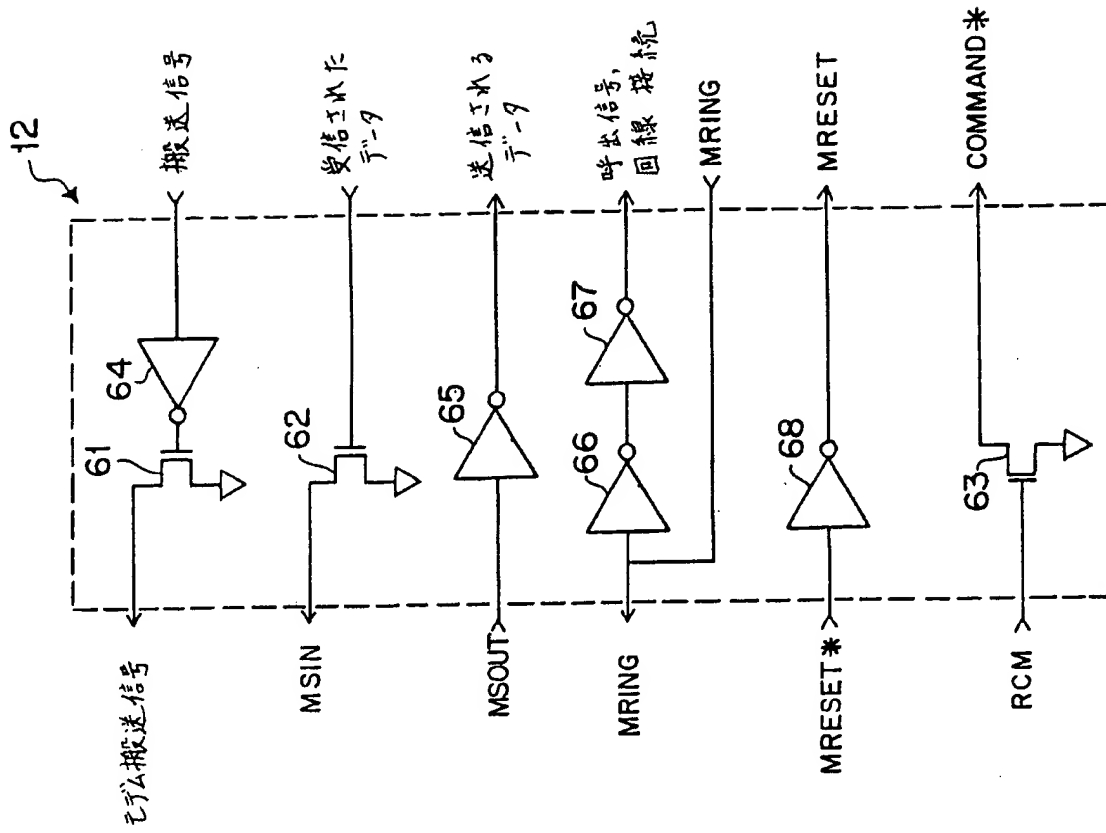 12
搬送信号
64
61
モデム搬送信号
受信された
データ
62
MSIN
送信される
データ
65
MSOUT
呼出信号,
回線 接続
67
66
MRING
MRING
MRESET
68
MRESET*
COMMAND*
63
RCM